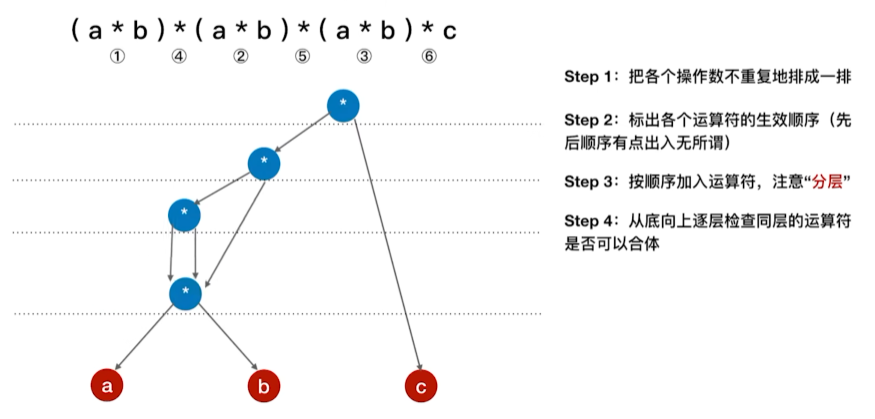 ( a * b ) * ( a * b ) * ( a * b ) * c
① ④ ② ⑤ ③ ⑥
Step 1：把各个操作数不重复地排成一排
Step 2：标出各个运算符的生效顺序（先
后顺序有点出入无所谓）
Step 3：按顺序加入运算符，注意“分层”
Step 4：从底向上逐层检查同层的运算符
是否可以合体
*
*
*
*
a b c